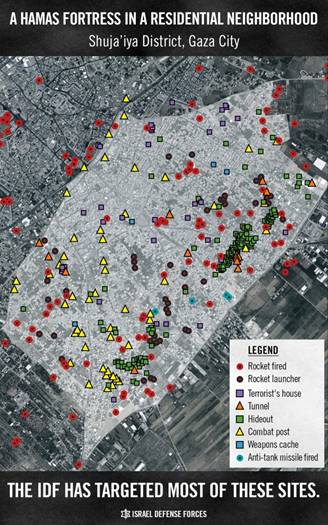 A HAMAS FORTRESS IN A RESIDENTIAL NEIGHBORHOOD
Shuja'iya District, Gaza City
LEGEND
Rocket fired
Rocket launcher
Terrorist's house
Tunnel
Hideout
Combat post
Weapons cache
Anti-tank missile fired
THE IDF HAS TARGETED MOST OF THESE SITES.
ISRAEL DEFENSE FORCES